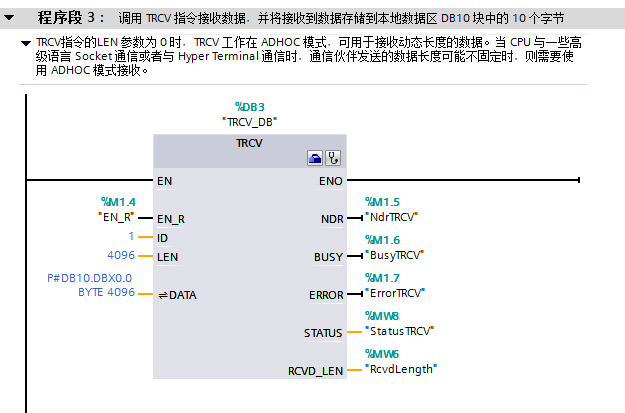 程序段 3： 调用 TRCV 指令接收数据，并将接收到数据存储到本地数据区 DB10 块中的 10 个字节
TRCV指令的LEN 参数为 0 时， TRCV 工作在 ADHOC 模式，可用于接收动态长度的数据。当 CPU 与一些高
级语言 Socket 通信或者与 Hyper Terminal 通信时，通信伙伴发送的数据长度可能不固定时，则需要使
用 ADHOC 模式接收。
%DB3
"TRCV_DB"
TRCV
EN ENO
%M1.4
"EN_R" EN_R
%M1.5
NDR "NdrTRCV"
1 ID
%M1.6
4096 LEN
BUSY "BusyTRCV"
P#DB10.DBX0.0
BYTE 4096 ⇌DATA
%M1.7
ERROR "ErrorTRCV"
%MW8
STATUS "StatusTRCV"
%MW6
RCVD_LEN "RcvdLength"